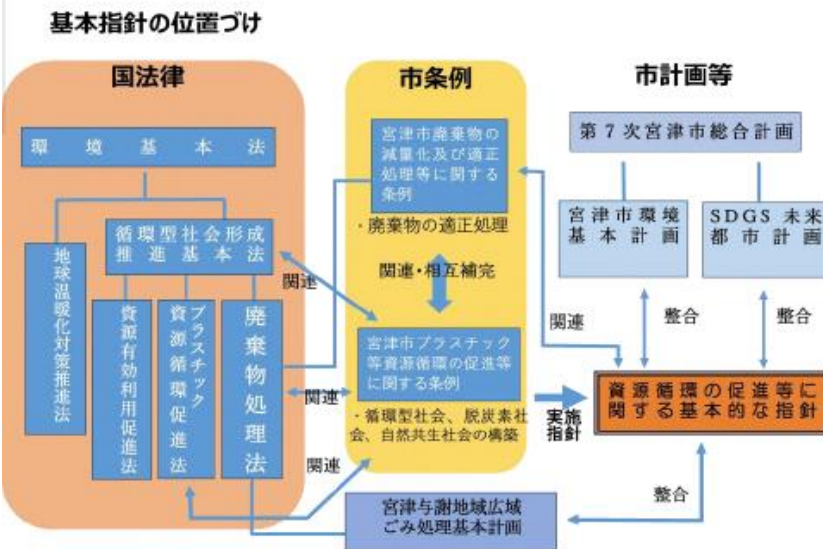 基本指針の位置づけ
国法律
環境基本法
循環型社会形成
推進基本法
地球温暖化対策推進法
資源有効利用促進法
プラスチック
資源循環促進法
廃棄物処理法
市条例
宮津市廃棄物の
減量化及び適正
処理等に関する
条例
・廃棄物の適正処理
関連・相互補完
宮津市プラスチック
等資源循環の促進等
に関する条例
・循環型社会、脱炭素社
会、自然共生社会の構築
関連
関連
関連
宮津与謝地域広域
ごみ処理基本計画
市計画等
第7次宮津市総合計画
宮津市環境
基本計画
SDGS未来
都市計画
関連
整合
整合
実施
指針
資源循環の促進等に
関する基本的な指針
整合